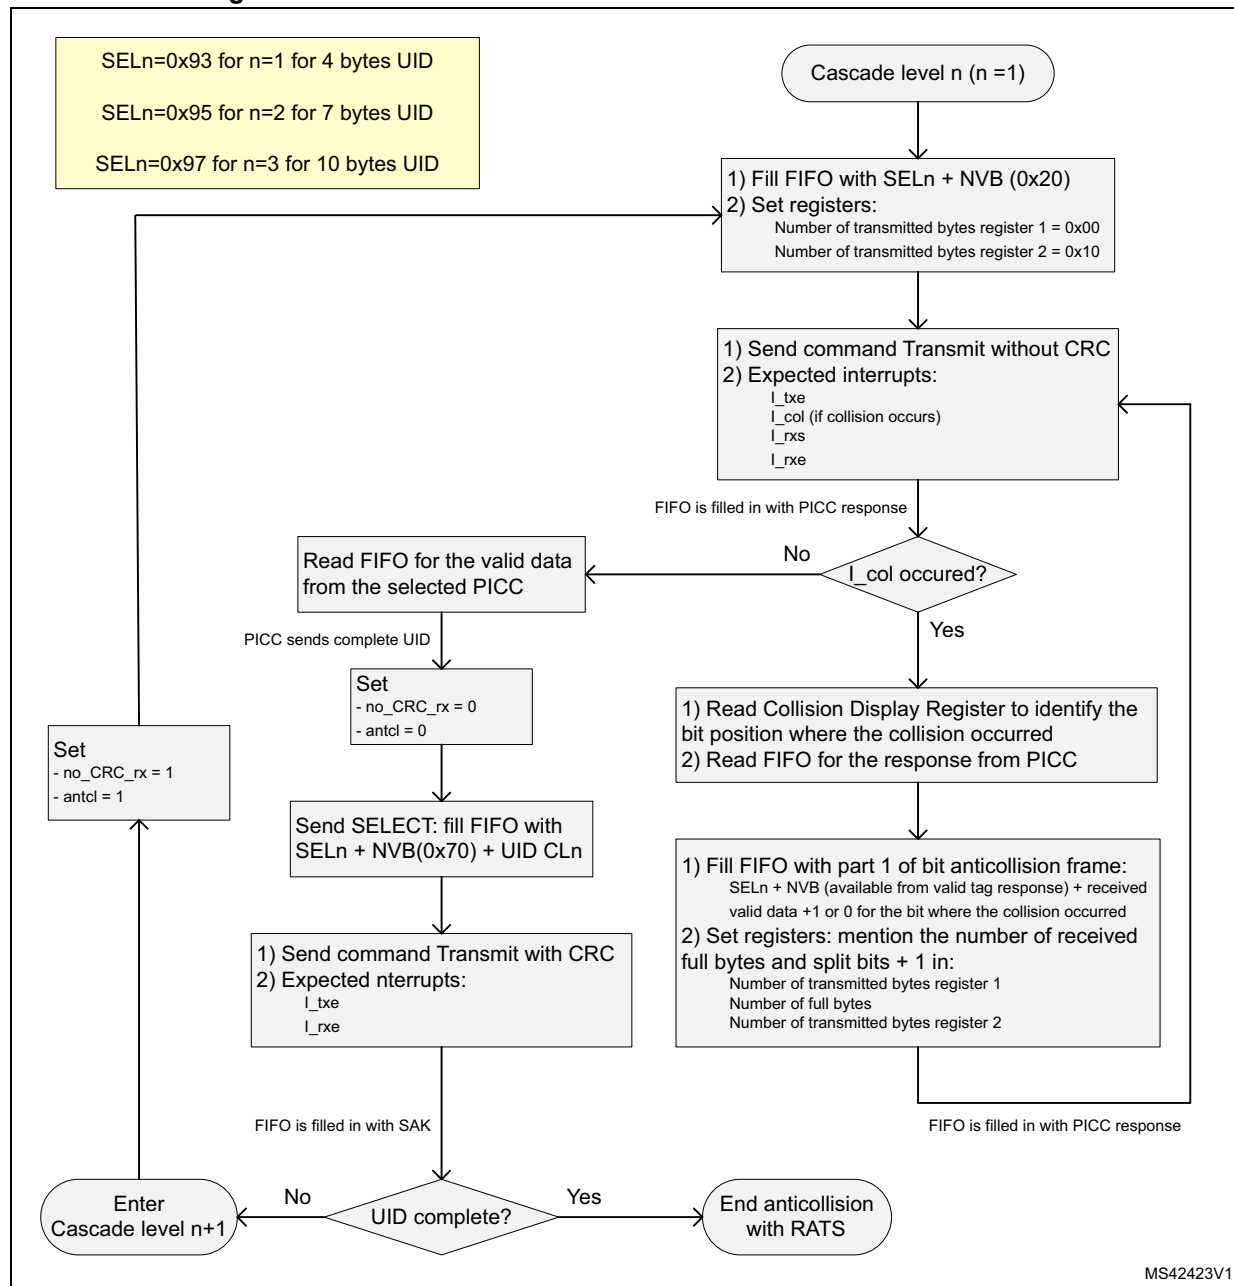 SELn=0x93 for n=1 for 4 bytes UID
SELn=0x95 for n=2 for 7 bytes UID
SELn=0x97 for n=3 for 10 bytes UID
Cascade level n (n =1)
1) Fill FIFO with SELn + NVB (0x20)
2) Set registers:
Number of transmitted bytes register 1 = 0x00
Number of transmitted bytes register 2 = 0x10
1) Send command Transmit without CRC
2) Expected interrupts:
I_txe
I_col (if collision occurs)
I_rxs
I_rxe
FIFO is filled in with PICC response
I_col occured?
No
Yes
Read FIFO for the valid data
from the selected PICC
PICC sends complete UID
Set
- no_CRC_rx = 0
- antcl = 0
Send SELECT: fill FIFO with
SELn + NVB(0x70) + UID CLn
1) Send command Transmit with CRC
2) Expected nterrupts:
I_txe
I_rxe
FIFO is filled in with SAK
1) Read Collision Display Register to identify the
bit position where the collision occurred
2) Read FIFO for the response from PICC
1) Fill FIFO with part 1 of bit anticollision frame:
SELn + NVB (available from valid tag response) + received
valid data +1 or 0 for the bit where the collision occurred
2) Set registers: mention the number of received
full bytes and split bits + 1 in:
Number of transmitted bytes register 1
Number of full bytes
Number of transmitted bytes register 2
FIFO is filled in with PICC response
Set
- no_CRC_rx = 1
- antcl = 1
Enter
Cascade level n+1
No
UID complete?
Yes
End anticollision
with RATS
MS42423V1